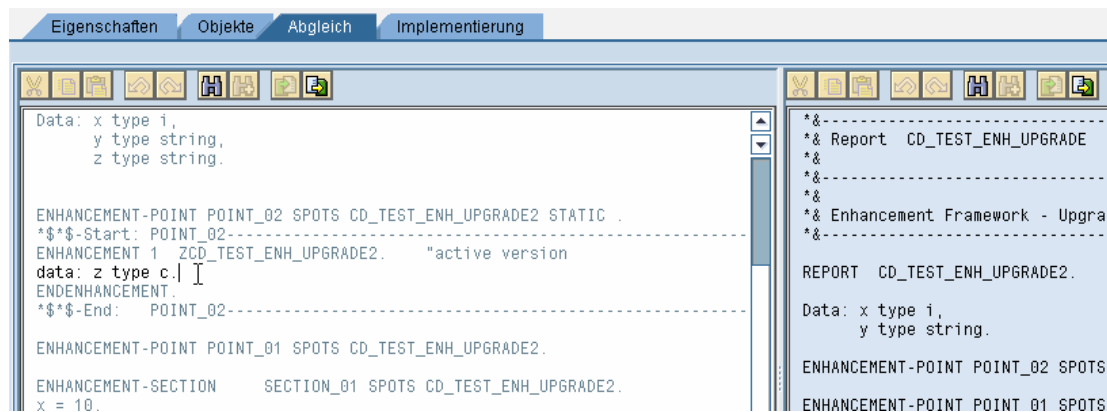 Eigenschaften Objekte Abgleich Implementierung
Data: x type i,
y type string,
z type string.
ENHANCEMENT-POINT POINT_02 SPOTS CD_TEST_ENH_UPGRADE2 STATIC .
*$*$-Start: POINT_02-------------------------------------------------------
ENHANCEMENT 1  ZCD_TEST_ENH_UPGRADE2.    "active version
data: z type c.
ENDENHANCEMENT.
*$*$-End:   POINT_02-------------------------------------------------------
ENHANCEMENT-POINT POINT_01 SPOTS CD_TEST_ENH_UPGRADE2.
ENHANCEMENT-SECTION     SECTION_01 SPOTS CD_TEST_ENH_UPGRADE2.
x = 10.
*&------------------------------
*& Report  CD_TEST_ENH_UPGRADE
*&
*&------------------------------
*&
*& Enhancement Framework - Upgra
*&------------------------------
REPORT  CD_TEST_ENH_UPGRADE2.
Data: x type i,
y type string.
ENHANCEMENT-POINT POINT_02 SPOTS
ENHANCEMENT-POINT POINT_01 SPOTS